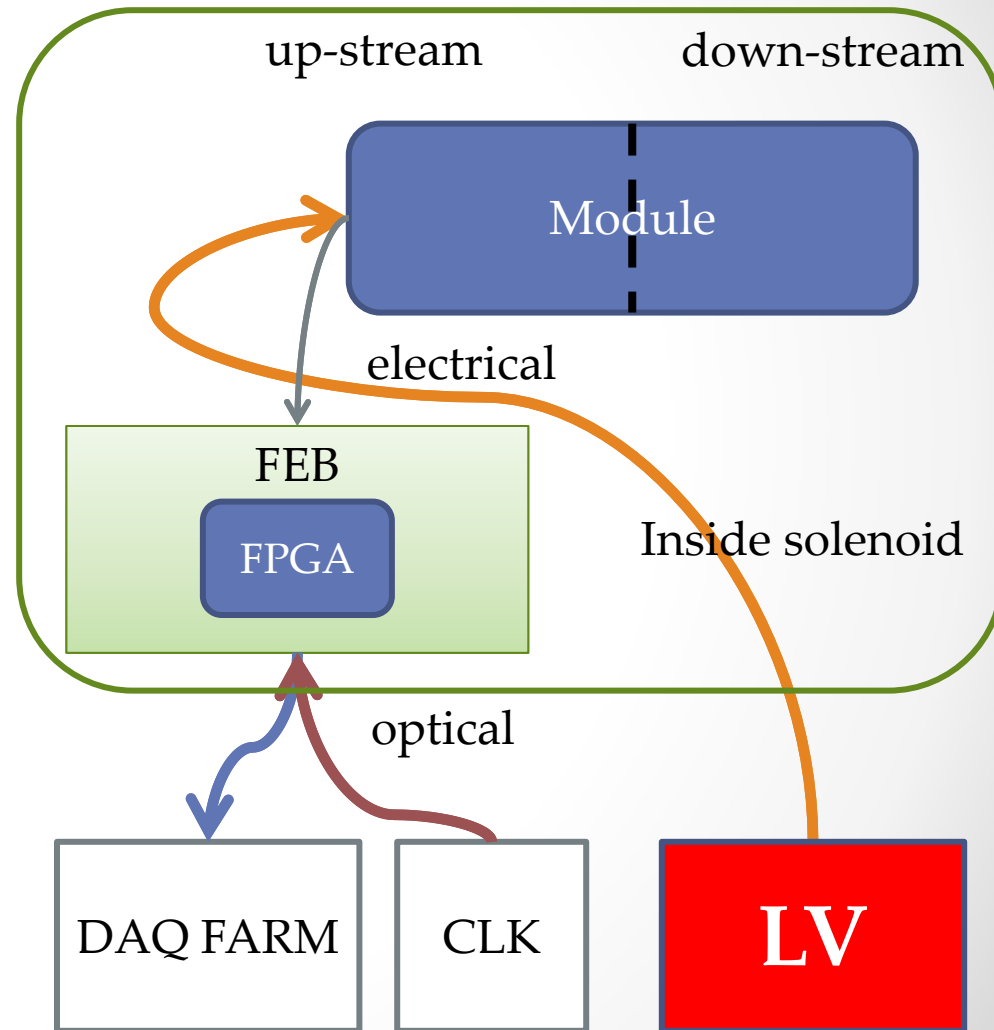 up-stream
down-stream
Module
electrical
FEB
FPGA
Inside solenoid
optical
DAQ FARM
CLK
LV